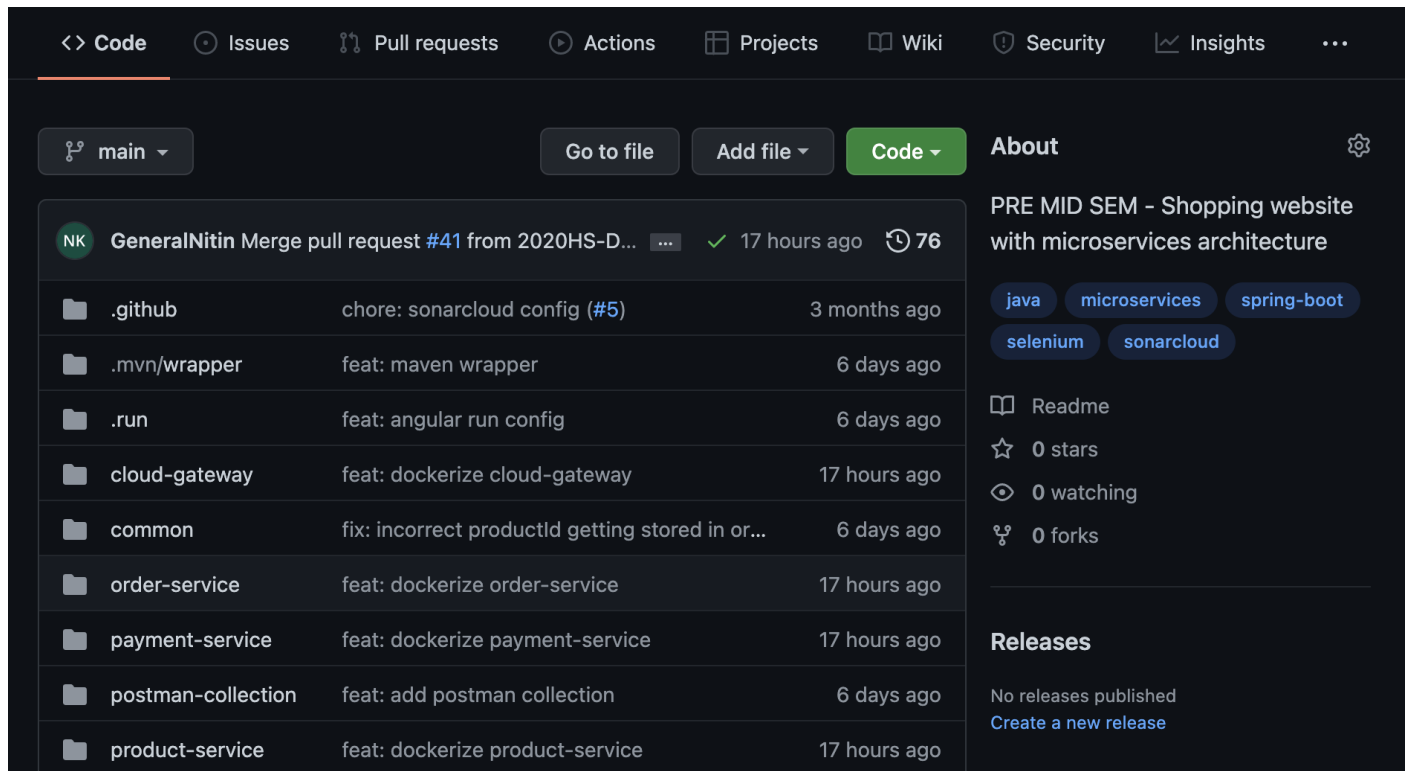 Code Issues Pull requests Actions Projects Wiki Security Insights ...
main Go to file Add file Code
NK GeneralNitin Merge pull request #41 from 2020HS-D... ... 17 hours ago 76
.github chore: sonarcloud config (#5) 3 months ago
.mvn/wrapper feat: maven wrapper 6 days ago
.run feat: angular run config 6 days ago
cloud-gateway feat: dockerize cloud-gateway 17 hours ago
common fix: incorrect productId getting stored in or... 6 days ago
order-service feat: dockerize order-service 17 hours ago
payment-service feat: dockerize payment-service 17 hours ago
postman-collection feat: add postman collection 6 days ago
product-service feat: dockerize product-service 17 hours ago
About
PRE MID SEM - Shopping website
with microservices architecture
java microservices spring-boot
selenium sonarcloud
Readme
0 stars
0 watching
0 forks
Releases
No releases published
Create a new release